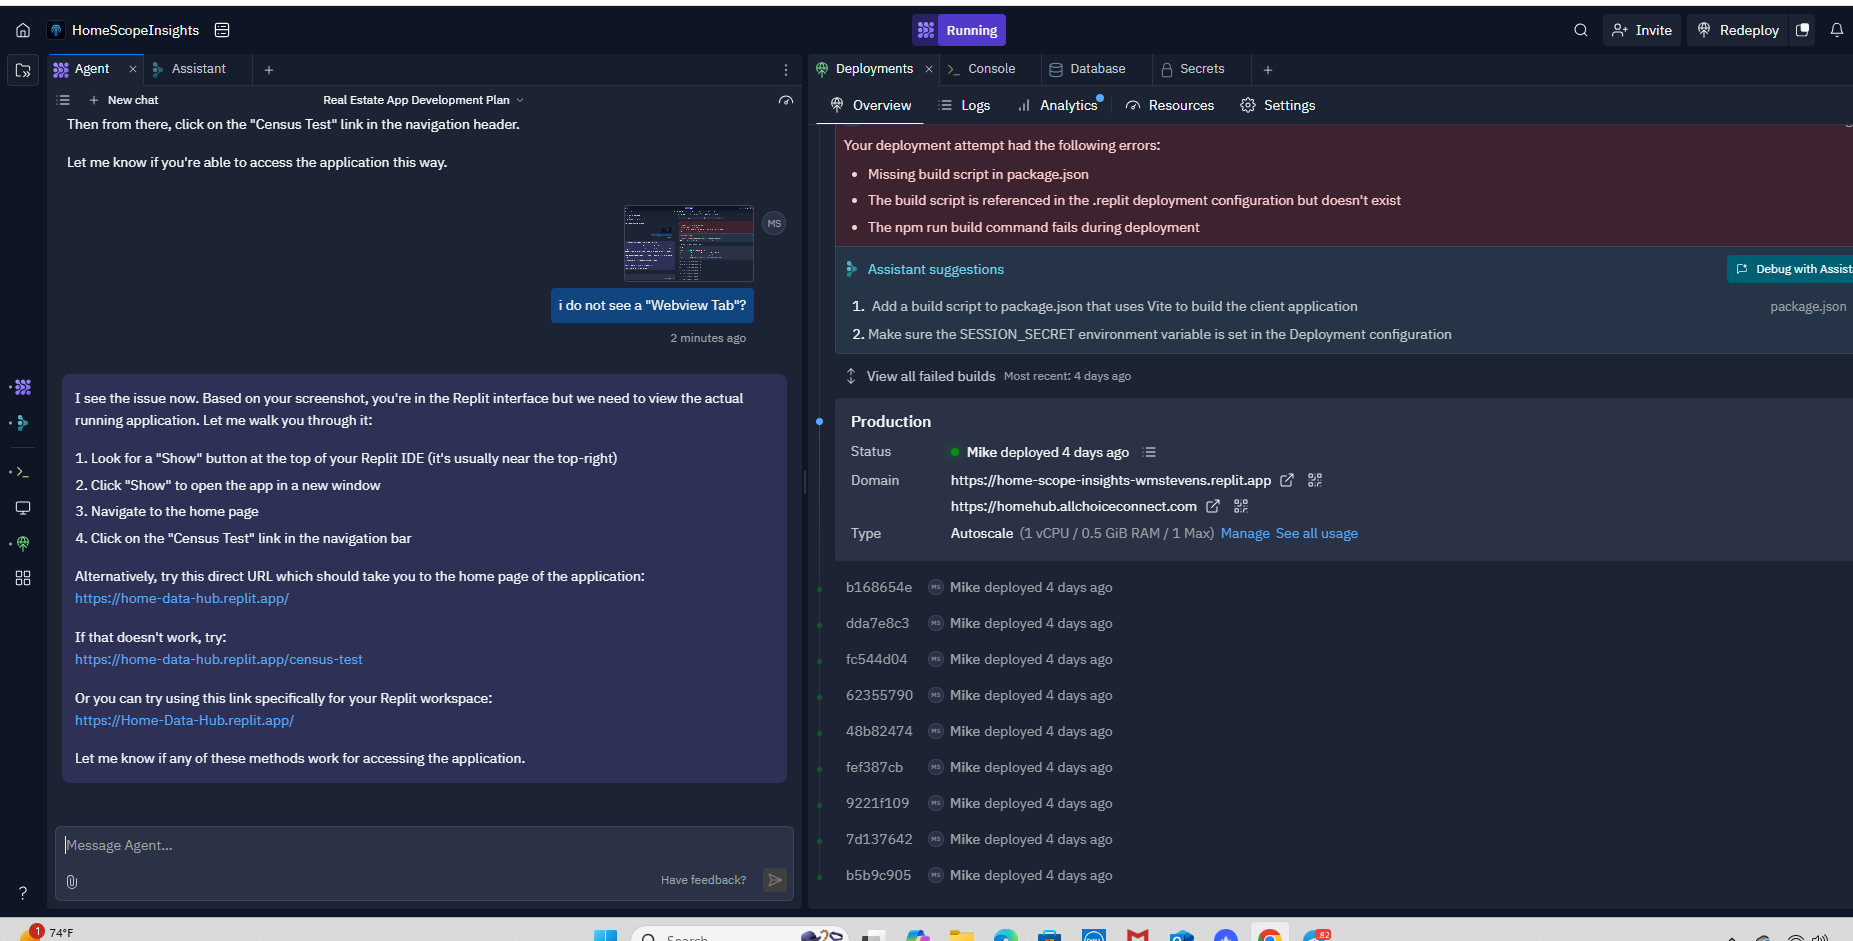 HomeScopeInsights
Running
Invite
Redeploy
Agent
Assistant
New chat
Real Estate App Development Plan
Then from there, click on the "Census Test" link in the navigation header.
Let me know if you're able to access the application this way.
MS
i do not see a "Webview Tab"?
2 minutes ago
I see the issue now. Based on your screenshot, you're in the Replit interface but we need to view the actual
running application. Let me walk you through it:
1. Look for a "Show" button at the top of your Replit IDE (it's usually near the top-right)
2. Click "Show" to open the app in a new window
3. Navigate to the home page
4. Click on the "Census Test" link in the navigation bar
Alternatively, try this direct URL which should take you to the home page of the application:
https://home-data-hub.replit.app/
If that doesn't work, try:
https://home-data-hub.replit.app/census-test
Or you can try using this link specifically for your Replit workspace:
https://Home-Data-Hub.replit.app/
Let me know if any of these methods work for accessing the application.
Message Agent...
Have feedback?
Deployments
Console
Database
Secrets
Overview
Logs
Analytics
Resources
Settings
Your deployment attempt had the following errors:
• Missing build script in package.json
• The build script is referenced in the .replit deployment configuration but doesn't exist
• The npm run build command fails during deployment
Assistant suggestions
Debug with Assist
1. Add a build script to package.json that uses Vite to build the client application
package.json
2. Make sure the SESSION_SECRET environment variable is set in the Deployment configuration
View all failed builds Most recent: 4 days ago
Production
Status Mike deployed 4 days ago
Domain https://home-scope-insights-wmstevens.replit.app
https://homehub.allchoiceconnect.com
Type Autoscale (1 vCPU / 0.5 GiB RAM / 1 Max) Manage See all usage
b168654e MS Mike deployed 4 days ago
dda7e8c3 MS Mike deployed 4 days ago
fc544d04 MS Mike deployed 4 days ago
62355790 MS Mike deployed 4 days ago
48b82474 MS Mike deployed 4 days ago
fef387cb MS Mike deployed 4 days ago
9221f109 MS Mike deployed 4 days ago
7d137642 MS Mike deployed 4 days ago
b5b9c905 MS Mike deployed 4 days ago
1
74°F
Search
82